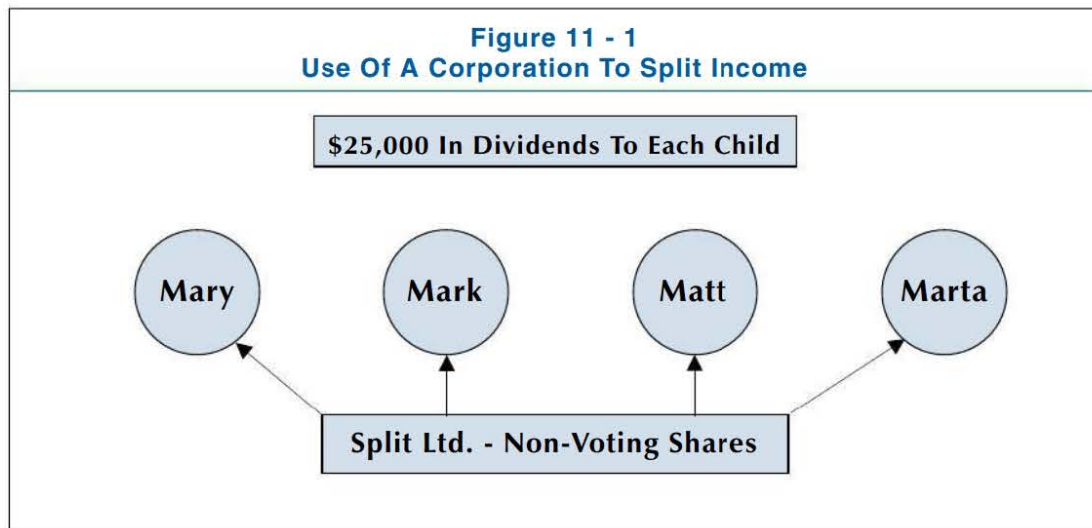 Figure 11 - 1
Use Of A Corporation To Split Income
$25,000 In Dividends To Each Child
Mary
Mark
Matt
Marta
Split Ltd. - Non-Voting Shares